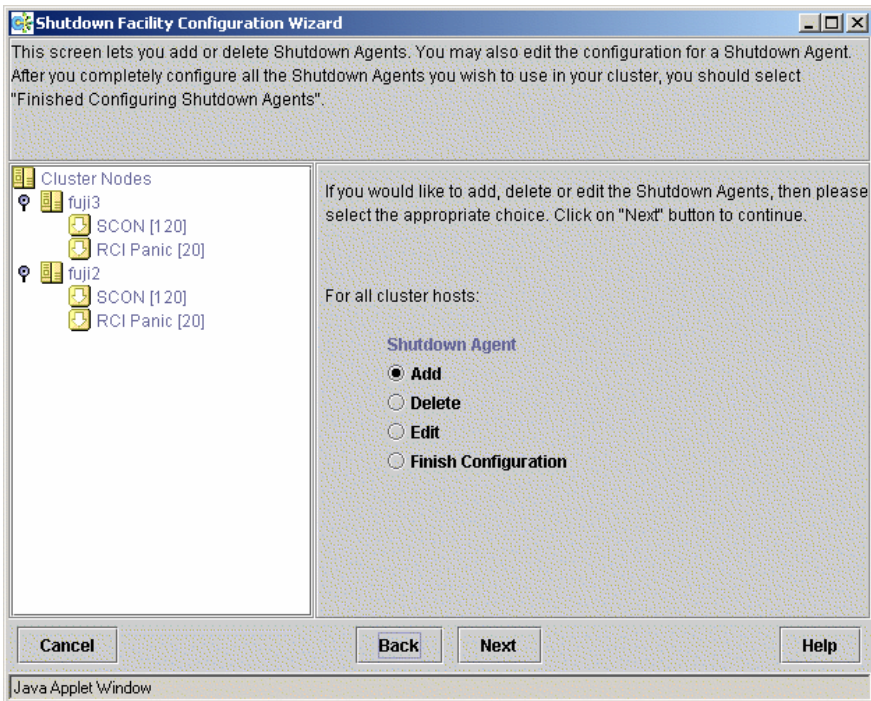 Shutdown Facility Configuration Wizard
This screen lets you add or delete Shutdown Agents. You may also edit the configuration for a Shutdown Agent.
After you completely configure all the Shutdown Agents you wish to use in your cluster, you should select
"Finished Configuring Shutdown Agents".
Cluster Nodes
fuji3
SCON [120]
RCI Panic [20]
fuji2
SCON [120]
RCI Panic [20]
If you would like to add, delete or edit the Shutdown Agents, then please
select the appropriate choice. Click on "Next" button to continue.
For all cluster hosts:
Shutdown Agent
Add
Delete
Edit
Finish Configuration
Cancel
Back
Next
Help
Java Applet Window